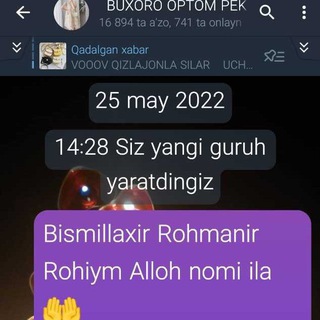 BUXORO OPTOM PEK
16 894 ta a'zo, 741 ta onlayn
Qadalgan xabar
VOOOV QIZLAJONLA SILAR UCH...
25 may 2022
14:28 Siz yangi guruh
yaratdingiz
Bismillaxir Rohmanir
Rohiym Alloh nomi ila
🤲